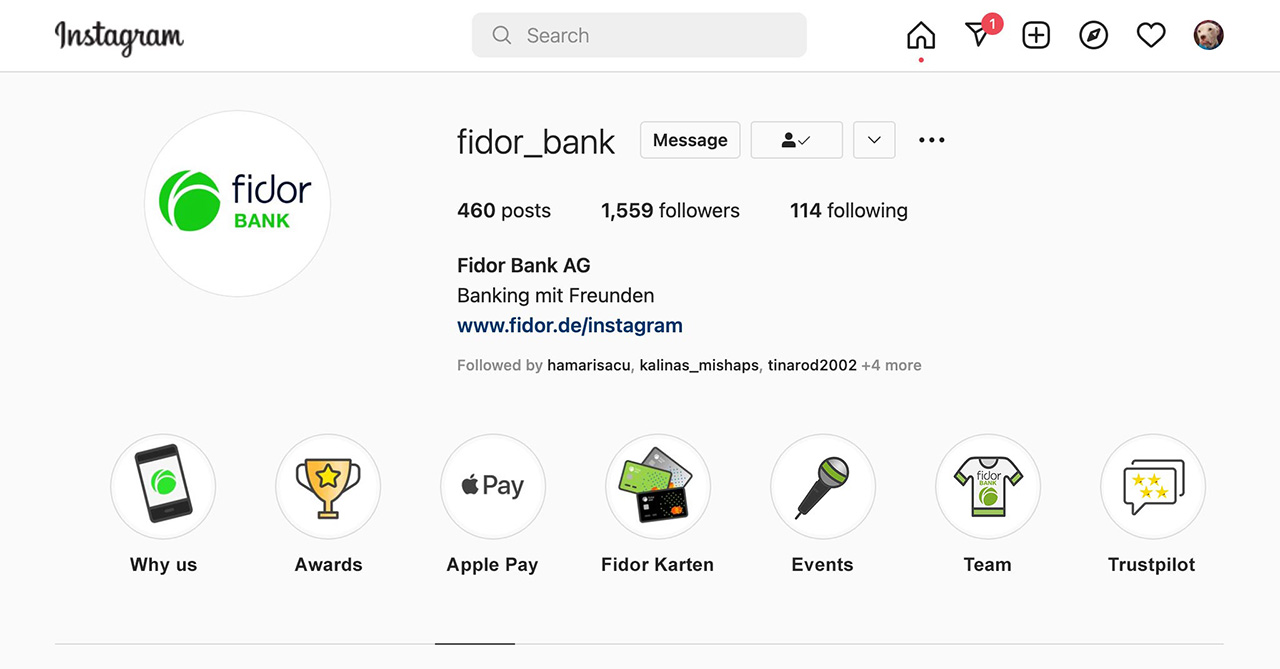 Instagram
Search
1
fidor_bank
Message
fidor
BANK
460 posts 1,559 followers 114 following
Fidor Bank AG
Banking mit Freunden
www.fidor.de/instagram
Followed by hamarisacu, kalinas_mishaps, tinarod2002 +4 more
Pay
fidor
BANK
Why us
Awards
Apple Pay
Fidor Karten
Events
Team
Trustpilot